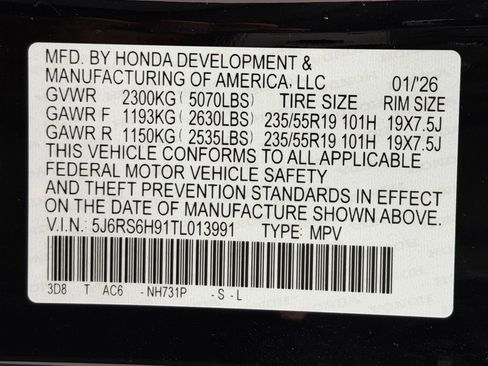 MFD. BY HONDA DEVELOPMENT &
MANUFACTURING OF AMERICA, LLC 01/'26
GVWR 2300KG ( 5070LBS) TIRE SIZE RIM SIZE
GAWR F 1193KG ( 2630LBS) 235/55R19 101H 19X7.5J
GAWR R 1150KG ( 2535LBS) 235/55R19 101H 19X7.5J
THIS VEHICLE CONFORMS TO ALL APPLICABLE
FEDERAL MOTOR VEHICLE SAFETY
AND THEFT PREVENTION STANDARDS IN EFFECT
ON THE DATE OF MANUFACTURE SHOWN ABOVE.
V.I.N: 5J6RS6H91TL013991 TYPE: MPV
3D8 T AC6 - NH731P - S - L